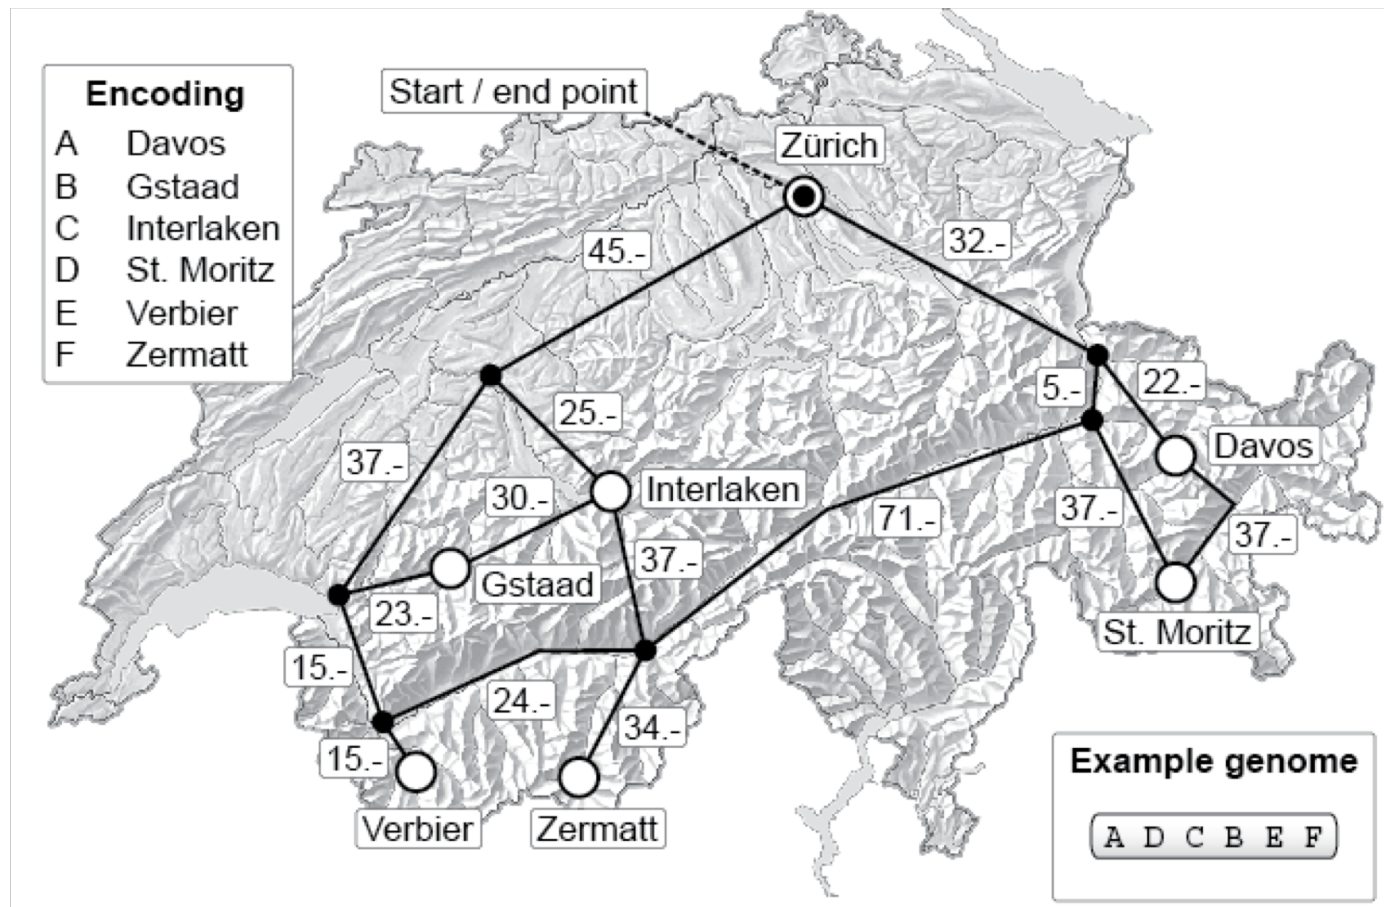 Encoding
A Davos
B Gstaad
C Interlaken
D St. Moritz
E Verbier
F Zermatt
Start / end point
Zürich
45.-
32.-
25.-
5.-
22.-
37.-
Davos
30.-
Interlaken
37.-
71.-
37.-
37.-
Gstaad
23.-
St. Moritz
15.-
24.-
34.-
15.-
Verbier
Zermatt
Example genome
A D C B E F